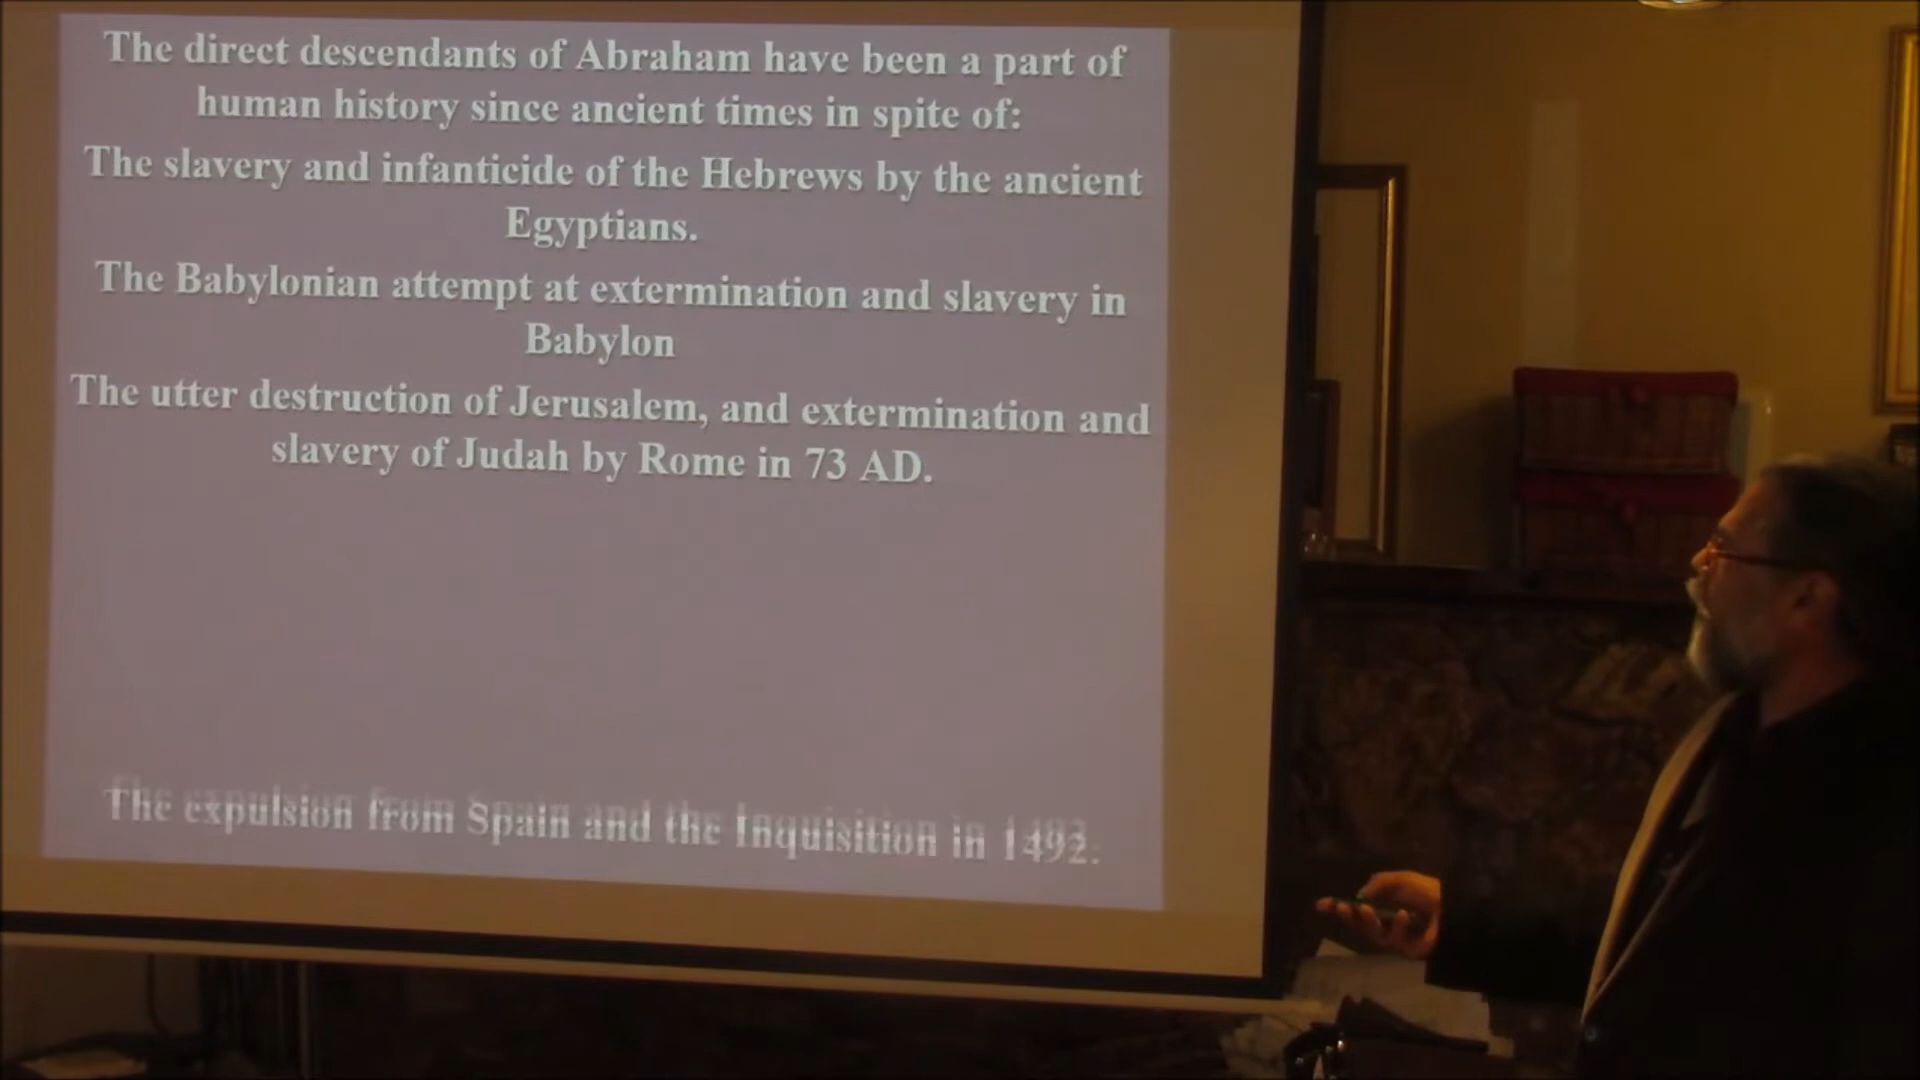 The direct descendants of Abraham have been a part of
human history since ancient times in spite of:
The slavery and infanticide of the Hebrews by the ancient
Egyptians.
The Babylonian attempt at extermination and slavery in
Babylon
The utter destruction of Jerusalem, and extermination and
slavery of Judah by Rome in 73 AD.
The expulsion from Spain and the Inquisition in 1492.